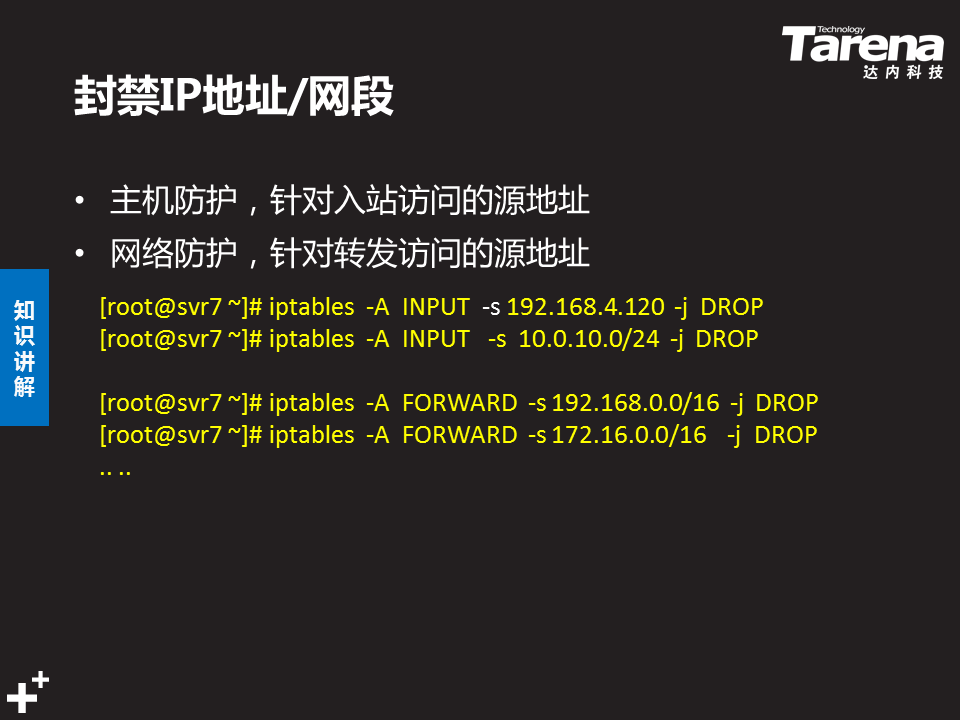 Technology
Tarena
达内科技
封禁IP地址/网段
• 主机防护，针对入站访问的源地址
• 网络防护，针对转发访问的源地址
知识讲解
[root@svr7 ~]# iptables -A INPUT -s 192.168.4.120 -j DROP
[root@svr7 ~]# iptables -A INPUT -s 10.0.10.0/24 -j DROP
[root@svr7 ~]# iptables -A FORWARD -s 192.168.0.0/16 -j DROP
[root@svr7 ~]# iptables -A FORWARD -s 172.16.0.0/16 -j DROP
.. ..